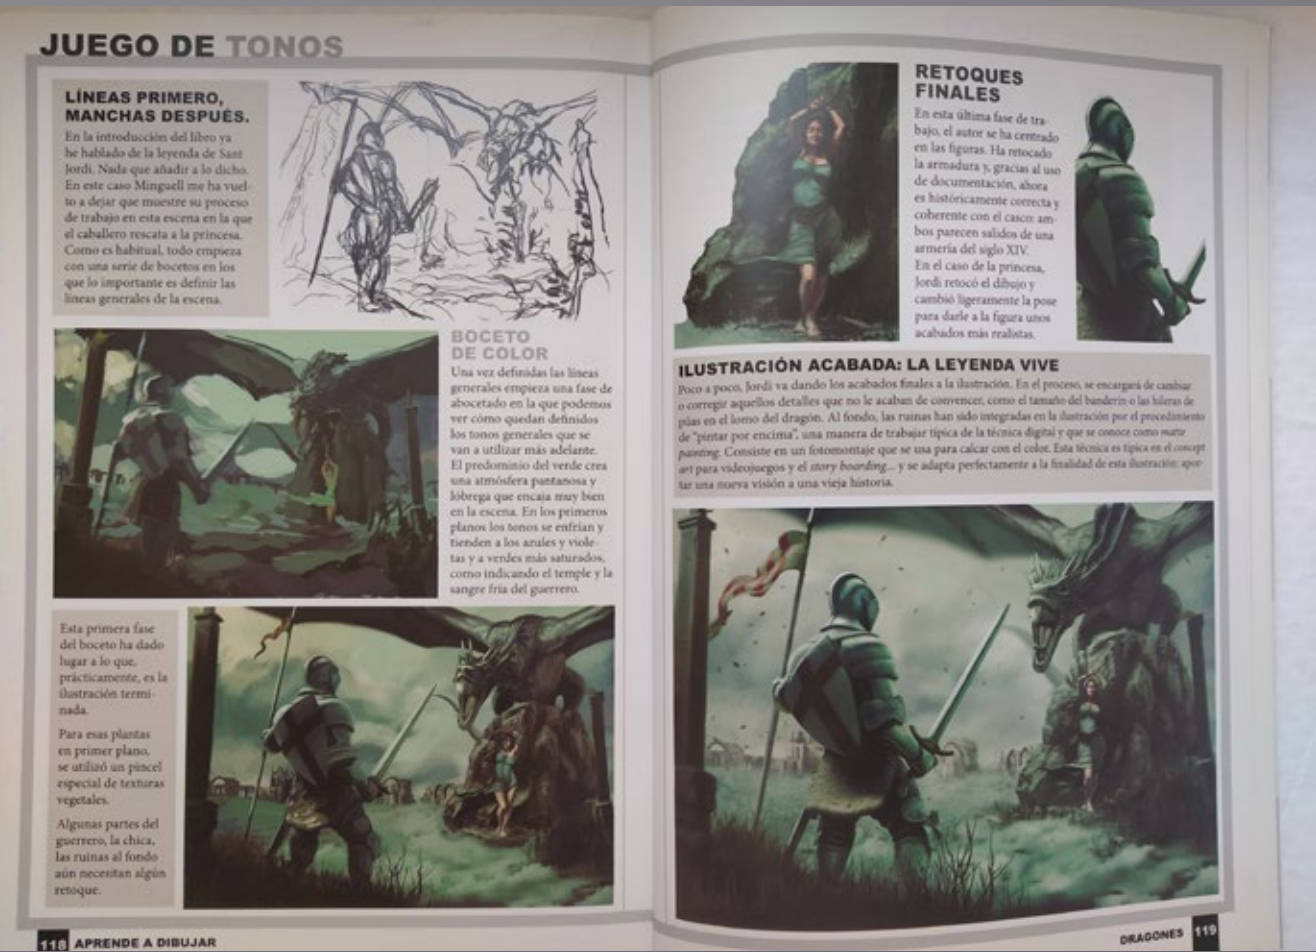 JUEGO DE TONOS
LÍNEAS PRIMERO,
MANCHAS DESPUÉS.
En la introducción del libro ya
he hablado de la leyenda de Sant
Jordi. Nada que añadir a lo dicho.
En este caso Minguell me ha vuel-
to a dejar que muestre su proceso
de trabajo en esta escena en la que
el caballero rescata a la princesa.
Como es habitual, todo empieza
con una serie de bocetos en los
que lo importante es definir las
líneas generales de la escena.
BOCETO
DE COLOR
Una vez definidas las líneas
generales empieza una fase de
abocetado en la que podemos
ver cómo quedan definidos
los tonos generales que se
van a utilizar más adelante.
El predominio del verde crea
una atmósfera pantanosa y
lóbrega que encaja muy bien
en la escena. En los primeros
planos los tonos se enfrían y
tienden a los azules y viole-
tas y a verdes más saturados,
como indicando el temple y la
sangre fría del guerrero.
Esta primera fase
del boceto ha dado
lugar a lo que,
prácticamente, es la
ilustración termi-
nada.
Para esas plantas
en primer plano,
se utilizó un pincel
especial de texturas
vegetales.
Algunas partes del
guerrero, la chica,
las ruinas al fondo
aún necesitan algún
retoque.
118 APRENDE A DIBUJAR
RETOQUES
FINALES
En esta última fase de tra-
bajo, el autor se ha centrado
en las figuras. Ha retocado
la armadura y, gracias al uso
de documentación, ahora
es históricamente correcta y
coherente con el casco: am-
bos parecen salidos de una
armería del siglo XIV.
En el caso de la princesa,
Jordi retocó el dibujo y
cambió ligeramente la pose
para darle a la figura unos
acabados más realistas.
ILUSTRACIÓN ACABADA: LA LEYENDA VIVE
Poco a poco, Jordi va dando los acabados finales a la ilustración. En el proceso, se encargará de cambiar
o corregir aquellos detalles que no le acaban de convencer, como el tamaño del banderín o las hileras de
púas en el lomo del dragón. Al fondo, las ruinas han sido integradas en la ilustración por el procedimiento
de "pintar por encima", una manera de trabajar típica de la técnica digital y que se conoce como matte
painting. Consiste en un fotomontaje que se usa para calcar con el color. Esta técnica es típica en el concept
art para videojuegos y el story boarding... y se adapta perfectamente a la finalidad de esta ilustración: apor-
tar una nueva visión a una vieja historia.
DRAGONES 119